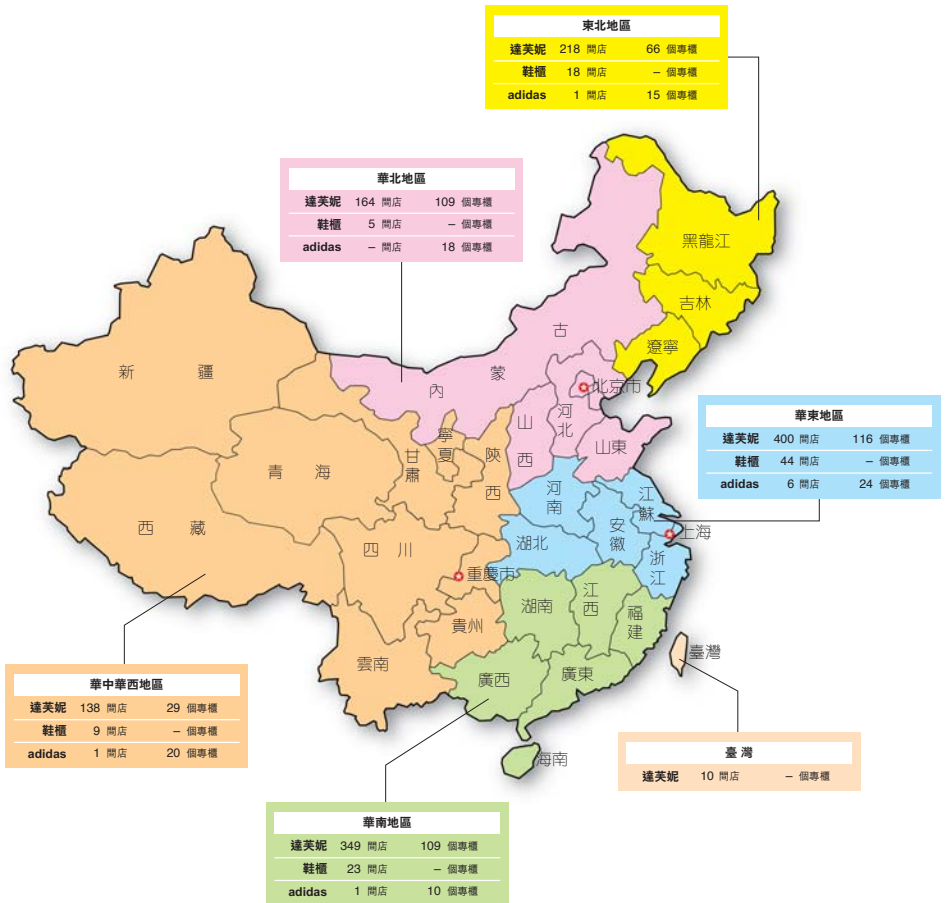 東北地區
達芙妮 218 間店 66 個專櫃
鞋櫃 18 間店 – 個專櫃
adidas 1 間店 15 個專櫃
華北地區
達芙妮 164 間店 109 個專櫃
鞋櫃 5 間店 – 個專櫃
adidas – 間店 18 個專櫃
黑龍江
吉林
遼寧
新疆
內蒙古
北京市
河北
山西
山東
寧夏
甘肅
陝西
青海
華東地區
達芙妮 400 間店 116 個專櫃
鞋櫃 44 間店 – 個專櫃
adidas 6 間店 24 個專櫃
西藏
四川
重慶市
河南
湖北
安徽
江蘇
上海
浙江
湖南
江西
福建
貴州
雲南
廣西
廣東
臺灣
海南
華中華西地區
達芙妮 138 間店 29 個專櫃
鞋櫃 9 間店 – 個專櫃
adidas 1 間店 20 個專櫃
臺灣
達芙妮 10 間店 – 個專櫃
華南地區
達芙妮 349 間店 109 個專櫃
鞋櫃 23 間店 – 個專櫃
adidas 1 間店 10 個專櫃